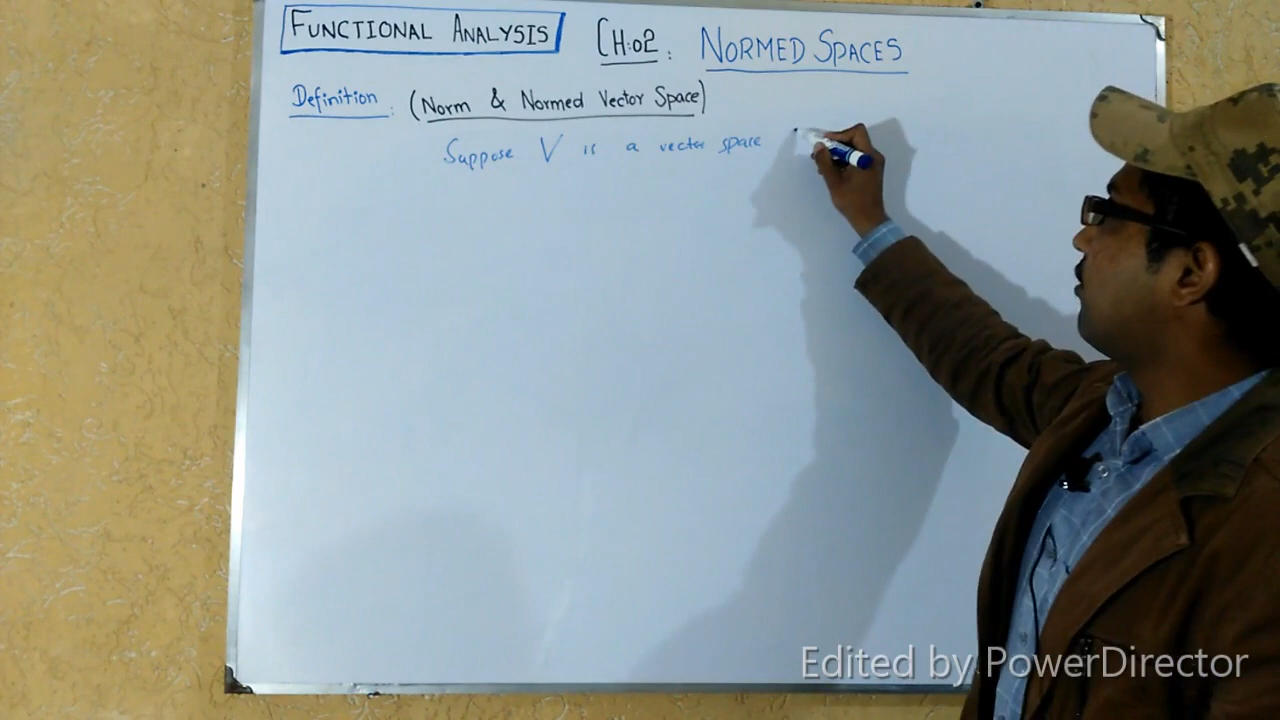 FUNCTIONAL ANALYSIS CH:02: NORMED SPACES
Definition: (Norm & Normed Vector Space)
Suppose V is a vector space
Edited by PowerDirector